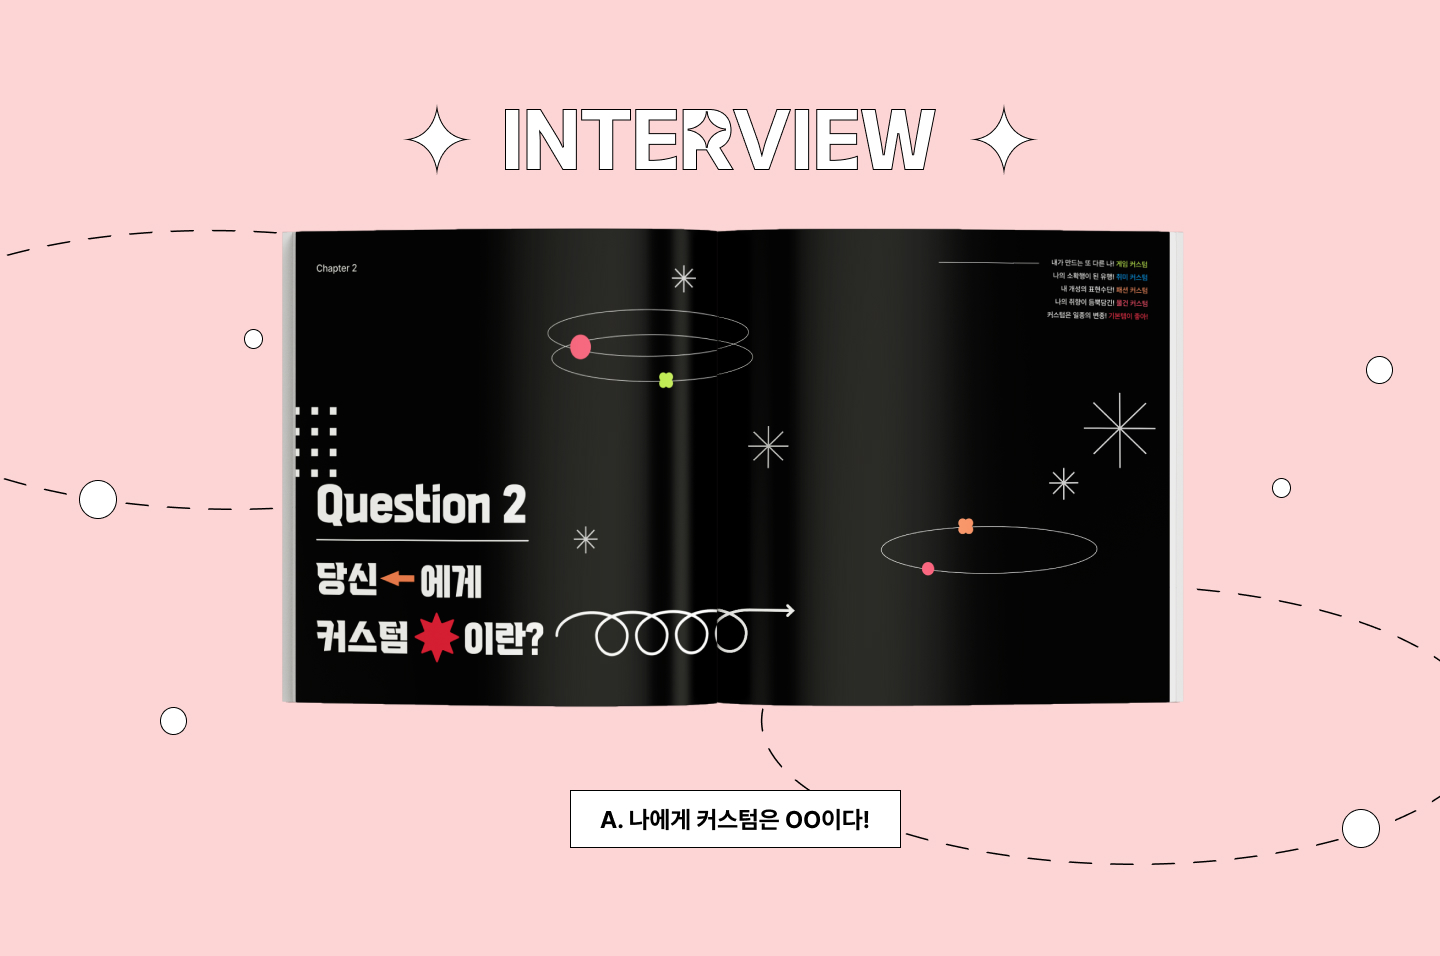 INTERVIEW
Chapter 2
내가 만드는 또 다른 나! 게임 커스텀
나의 소확행이 된 유행! 취미 커스텀
내 개성의 표현수단! 패션 커스텀
나의 취향이 듬뿍담긴! 물건 커스텀
커스텀은 일종의 변종! 기본템이 좋아!
Question 2
당신 에게
커스텀 이란?
A. 나에게 커스텀은 OO이다!